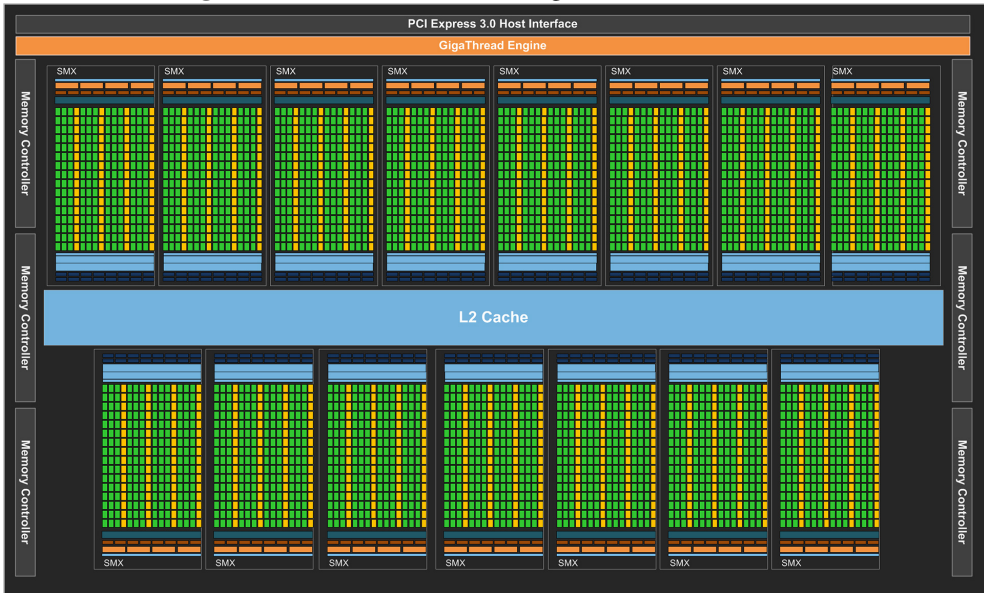 PCI Express 3.0 Host Interface
GigaThread Engine
SMX SMX SMX SMX SMX SMX SMX SMX
Memory Controller
Memory Controller
Memory Controller
Memory Controller
L2 Cache
Memory Controller
Memory Controller
SMX SMX SMX SMX SMX SMX SMX